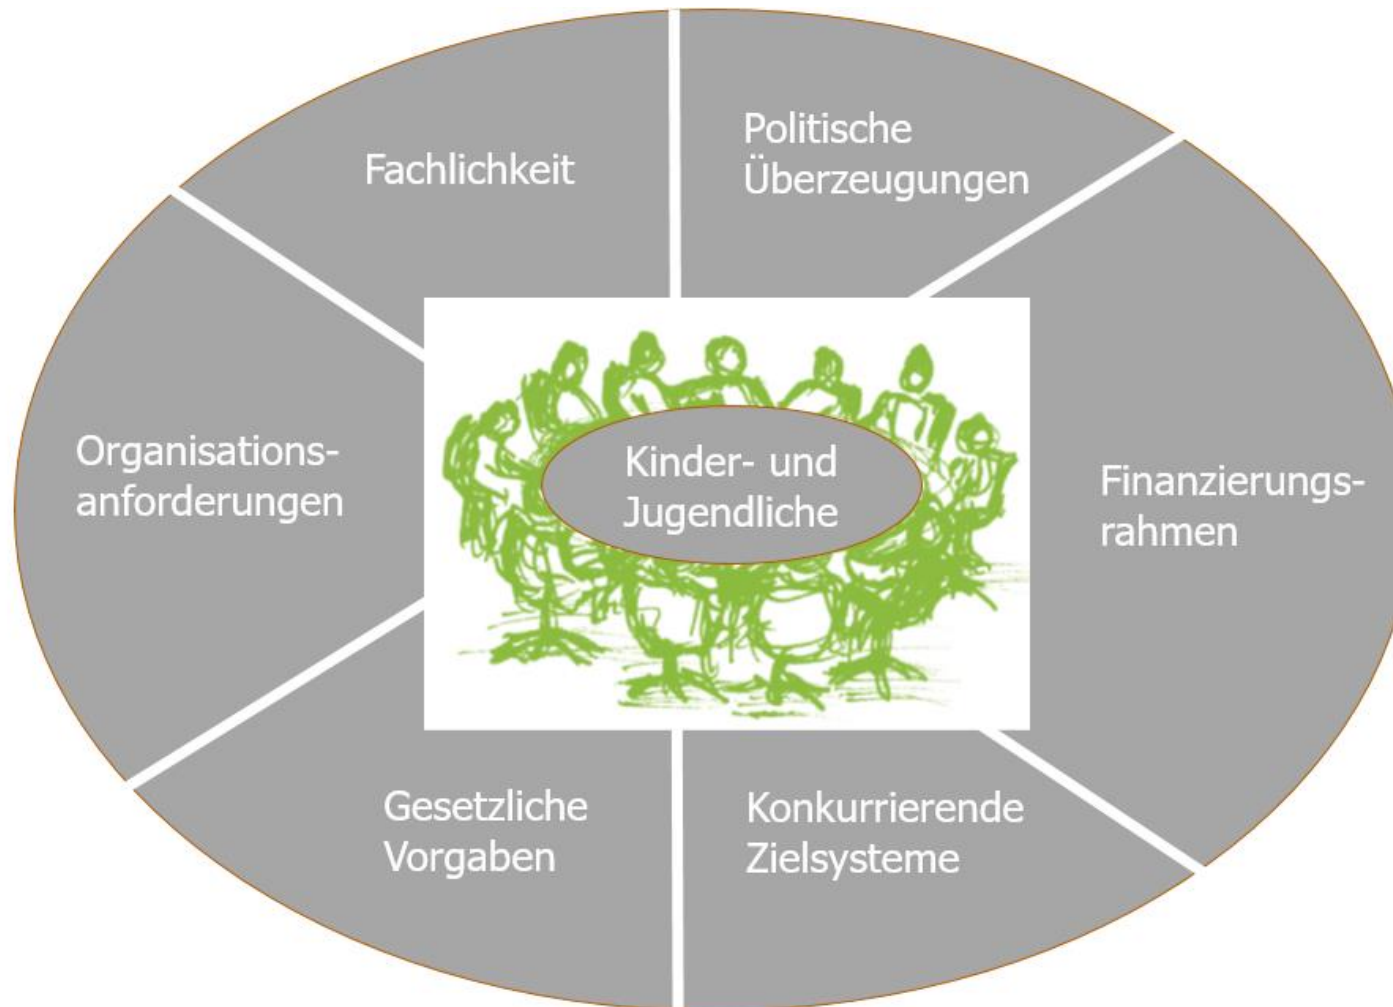 Fachlichkeit
Politische
Überzeugungen
Organisations-
anforderungen
Kinder- und
Jugendliche
Finanzierungs-
rahmen
Gesetzliche
Vorgaben
Konkurrierende
Zielsysteme